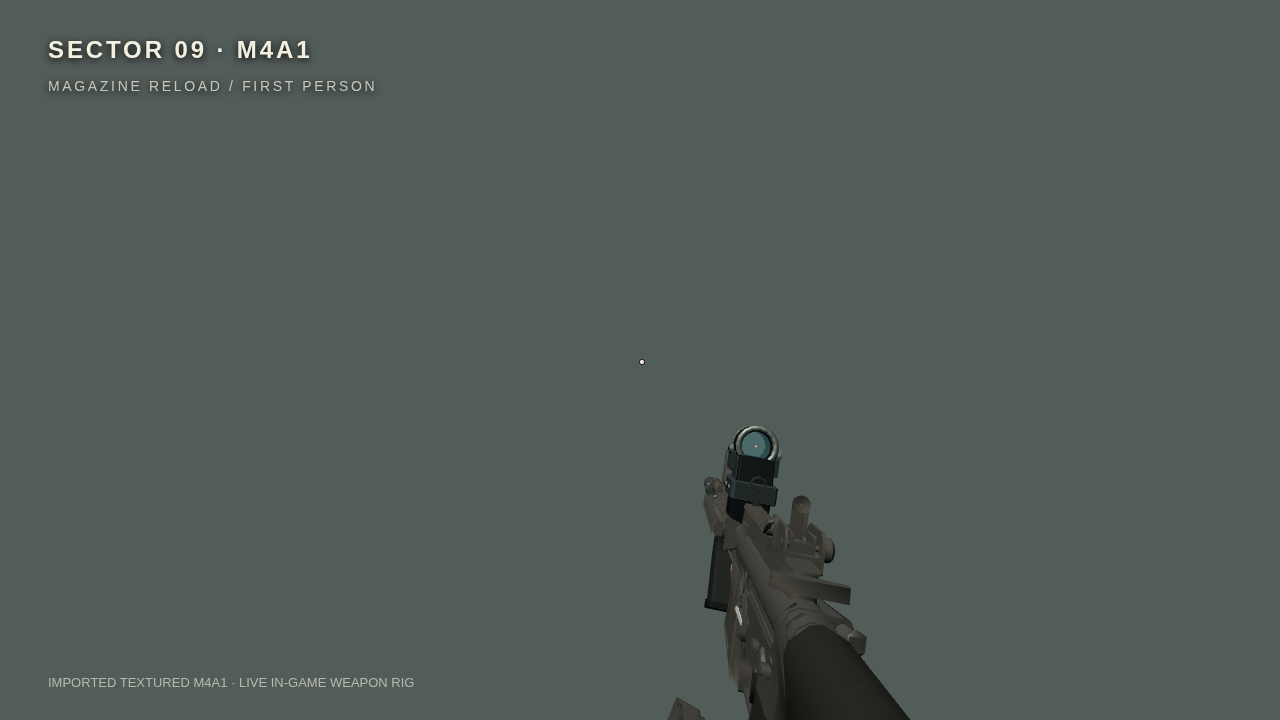 SECTOR 09 · M4A1
MAGAZINE RELOAD / FIRST PERSON
IMPORTED TEXTURED M4A1 · LIVE IN-GAME WEAPON RIG